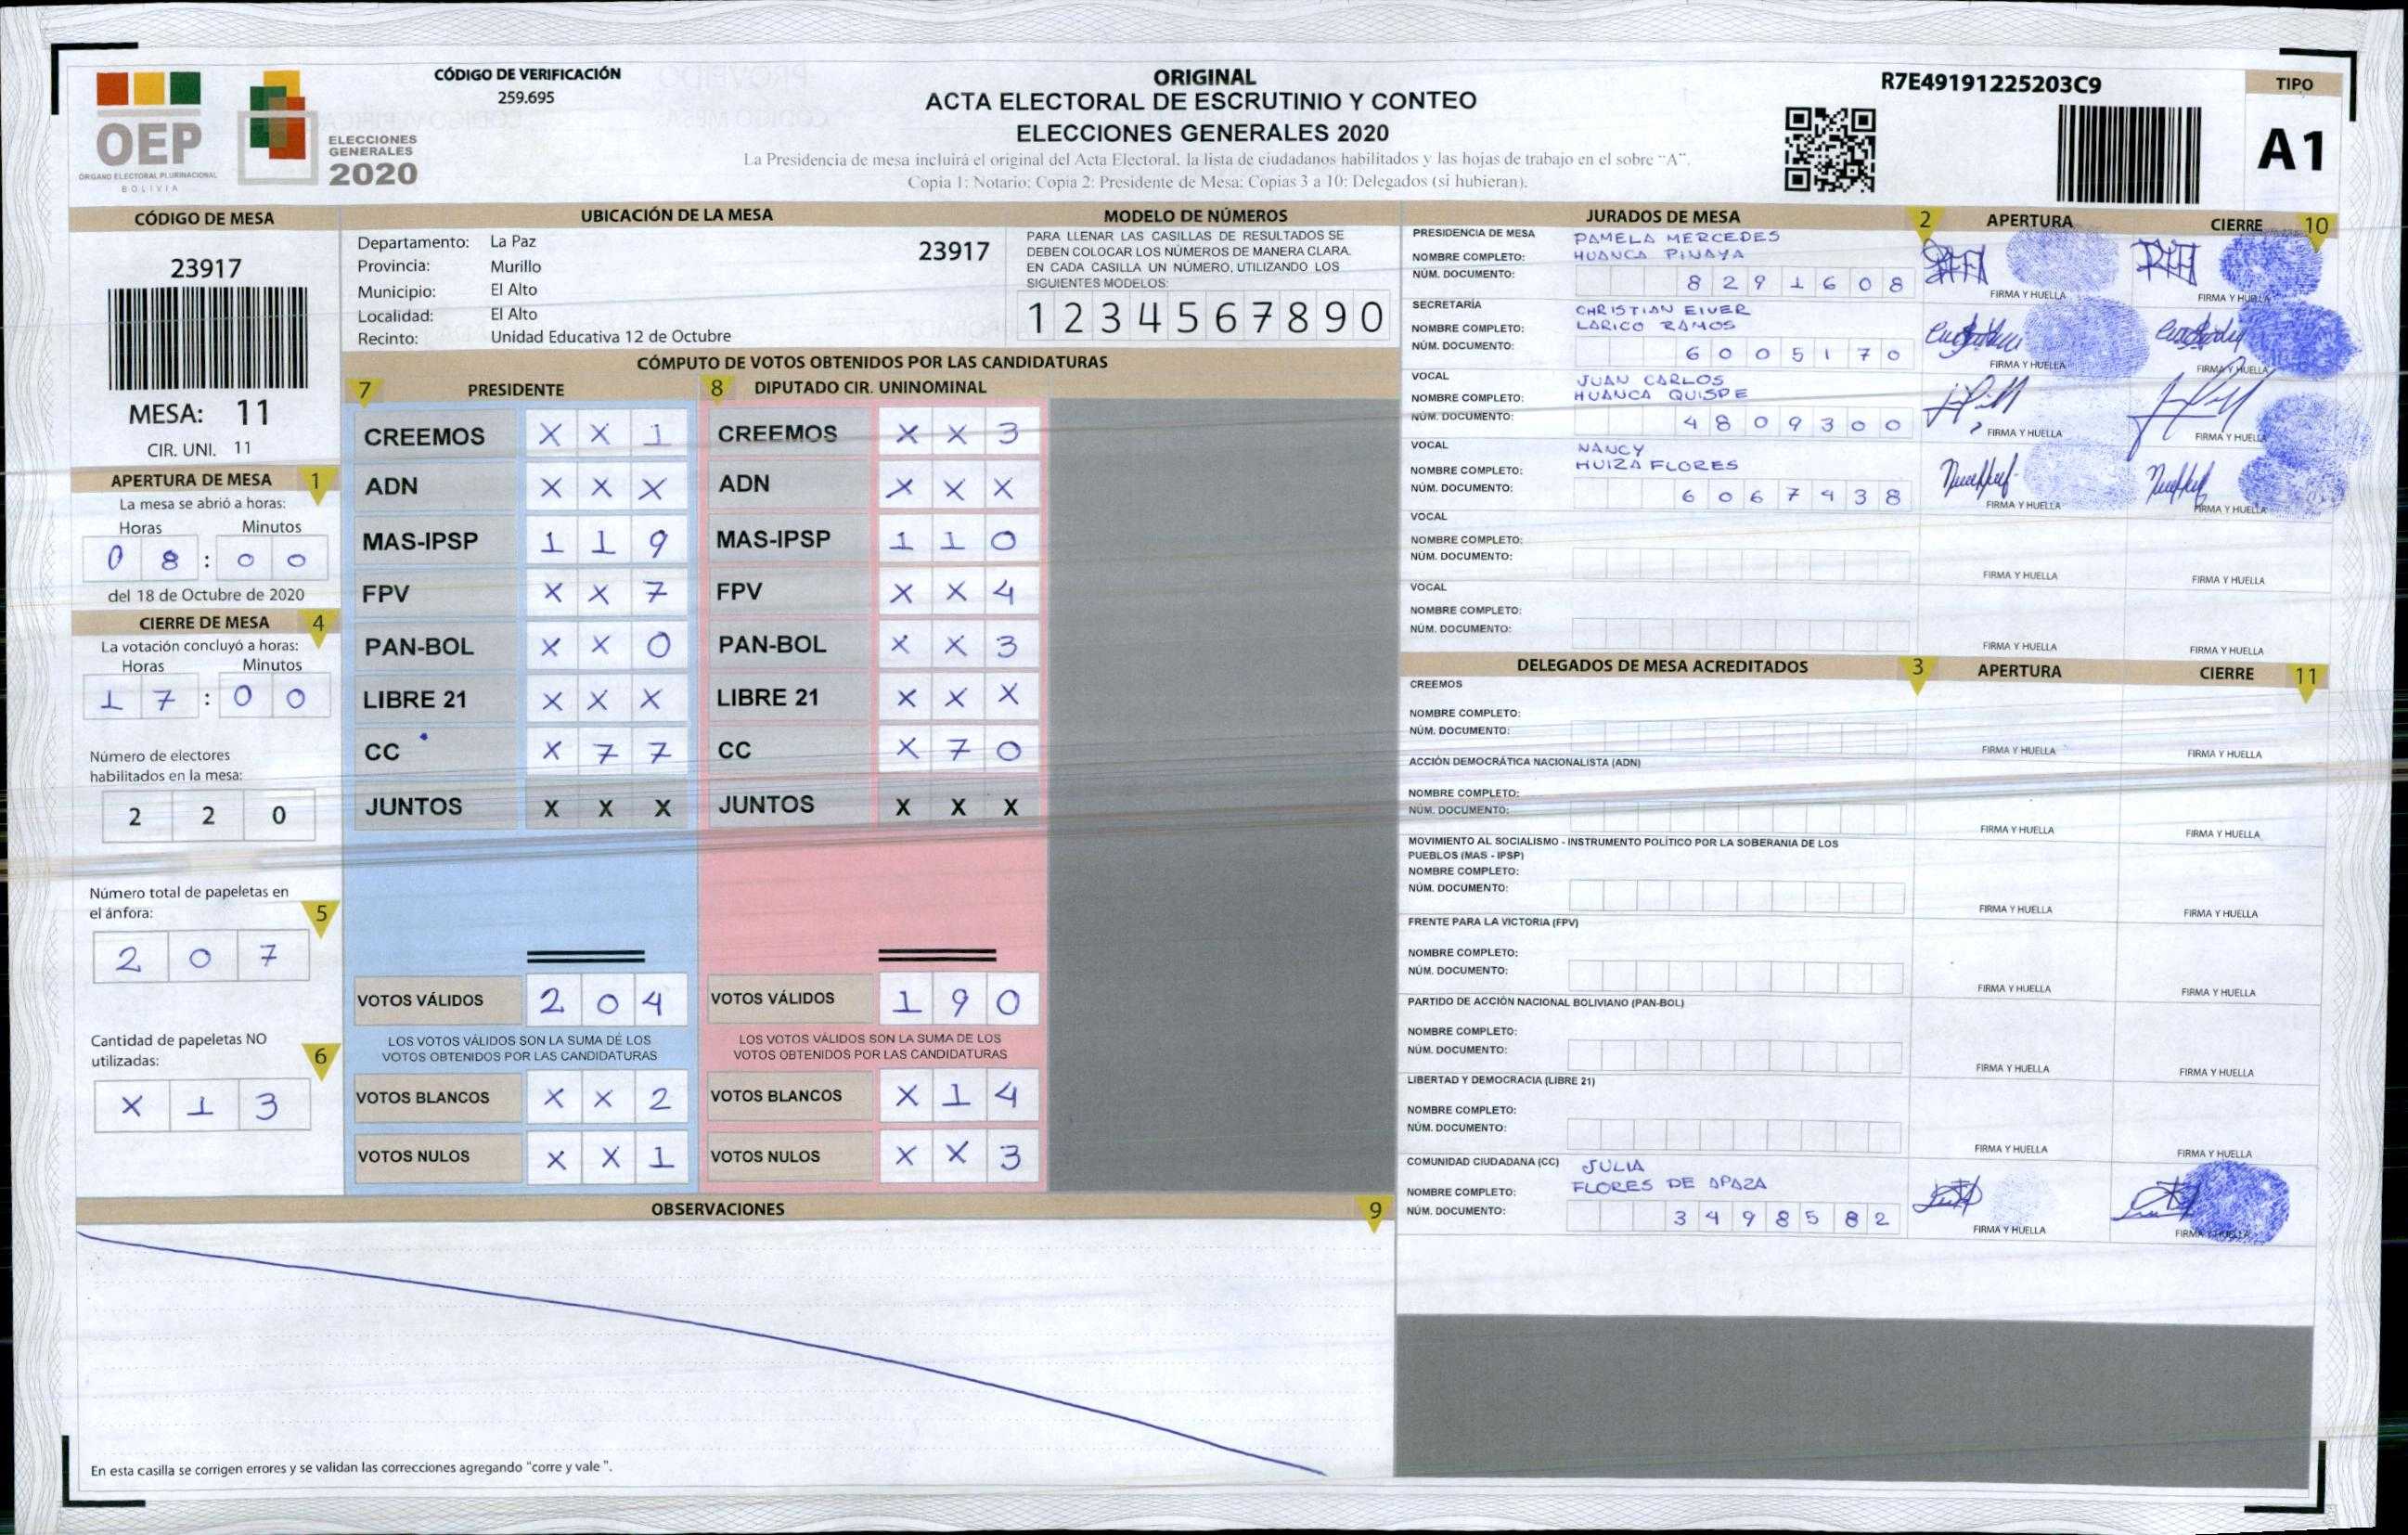 CÓDIGO DE VERIFICACIÓN
259.695
OEP
ÓRGANO ELECTORAL PLURINACIONAL
BOLIVIA
ELECCIONES
GENERALES
2020
ORIGINAL
ACTA ELECTORAL DE ESCRUTINIO Y CONTEO
ELECCIONES GENERALES 2020
La Presidencia de mesa incluirá el original del Acta Electoral, la lista de ciudadanos habilitados y las hojas de trabajo en el sobre "A".
Copia 1: Notario; Copia 2: Presidente de Mesa; Copias 3 a 10: Delegados (si hubieran).
R7E49191225203C9
TIPO
A1
CÓDIGO DE MESA
23917
MESA: 11
CIR. UNI. 11
APERTURA DE MESA 1
La mesa se abrió a horas:
Horas Minutos
0 8 : 0 0
del 18 de Octubre de 2020
CIERRE DE MESA 4
La votación concluyó a horas:
Horas Minutos
1 7 : 0 0
Número de electores
habilitados en la mesa:
2 2 0
Número total de papeletas en
el ánfora: 5
2 0 7
Cantidad de papeletas NO
utilizadas: 6
X 1 3
UBICACIÓN DE LA MESA
Departamento: La Paz
23917
Provincia: Murillo
Municipio: El Alto
Localidad: El Alto
Recinto: Unidad Educativa 12 de Octubre
MODELO DE NÚMEROS
PARA LLENAR LAS CASILLAS DE RESULTADOS SE
DEBEN COLOCAR LOS NÚMEROS DE MANERA CLARA.
EN CADA CASILLA UN NÚMERO, UTILIZANDO LOS
SIGUIENTES MODELOS:
1 2 3 4 5 6 7 8 9 0
CÓMPUTO DE VOTOS OBTENIDOS POR LAS CANDIDATURAS
7 PRESIDENTE 8 DIPUTADO CIR. UNINOMINAL
CREEMOS X X 1 CREEMOS X X 3
ADN X X X ADN X X X
MAS-IPSP 1 1 9 MAS-IPSP 1 1 0
FPV X X 7 FPV X X 4
PAN-BOL X X 0 PAN-BOL X X 3
LIBRE 21 X X X LIBRE 21 X X X
CC X 7 7 CC X 7 0
JUNTOS X X X JUNTOS X X X
VOTOS VÁLIDOS 2 0 4 VOTOS VÁLIDOS 1 9 0
LOS VOTOS VÁLIDOS SON LA SUMA DE LOS LOS VOTOS VÁLIDOS SON LA SUMA DE LOS
VOTOS OBTENIDOS POR LAS CANDIDATURAS VOTOS OBTENIDOS POR LAS CANDIDATURAS
VOTOS BLANCOS X X 2 VOTOS BLANCOS X 1 4
VOTOS NULOS X X 1 VOTOS NULOS X X 3
OBSERVACIONES 9
En esta casilla se corrigen errores y se validan las correcciones agregando "corre y vale ".
JURADOS DE MESA 2 APERTURA CIERRE 10
PRESIDENCIA DE MESA PAMELA MERCEDES
NOMBRE COMPLETO: HUANCA PINAYA
NÚM. DOCUMENTO: 8 2 9 1 6 0 8
FIRMA Y HUELLA FIRMA Y HUELLA
SECRETARÍA CHRISTIAN EIVER
NOMBRE COMPLETO: LARICO RAMOS
NÚM. DOCUMENTO: 6 0 0 5 1 7 0
FIRMA Y HUELLA FIRMA Y HUELLA
VOCAL JUAN CARLOS
NOMBRE COMPLETO: HUANCA QUISPE
NÚM. DOCUMENTO: 4 8 0 9 3 0 0
FIRMA Y HUELLA FIRMA Y HUELLA
VOCAL NANCY
NOMBRE COMPLETO: HUIZA FLORES
NÚM. DOCUMENTO: 6 0 6 7 4 3 8
FIRMA Y HUELLA FIRMA Y HUELLA
VOCAL
NOMBRE COMPLETO:
NÚM. DOCUMENTO:
FIRMA Y HUELLA FIRMA Y HUELLA
VOCAL
NOMBRE COMPLETO:
NÚM. DOCUMENTO:
FIRMA Y HUELLA FIRMA Y HUELLA
DELEGADOS DE MESA ACREDITADOS 3 APERTURA CIERRE 11
CREEMOS
NOMBRE COMPLETO:
NÚM. DOCUMENTO:
FIRMA Y HUELLA FIRMA Y HUELLA
ACCIÓN DEMOCRÁTICA NACIONALISTA (ADN)
NOMBRE COMPLETO:
NÚM. DOCUMENTO:
FIRMA Y HUELLA FIRMA Y HUELLA
MOVIMIENTO AL SOCIALISMO - INSTRUMENTO POLÍTICO POR LA SOBERANIA DE LOS
PUEBLOS (MAS - IPSP)
NOMBRE COMPLETO:
NÚM. DOCUMENTO:
FIRMA Y HUELLA FIRMA Y HUELLA
FRENTE PARA LA VICTORIA (FPV)
NOMBRE COMPLETO:
NÚM. DOCUMENTO:
FIRMA Y HUELLA FIRMA Y HUELLA
PARTIDO DE ACCIÓN NACIONAL BOLIVIANO (PAN-BOL)
NOMBRE COMPLETO:
NÚM. DOCUMENTO:
FIRMA Y HUELLA FIRMA Y HUELLA
LIBERTAD Y DEMOCRACIA (LIBRE 21)
NOMBRE COMPLETO:
NÚM. DOCUMENTO:
FIRMA Y HUELLA FIRMA Y HUELLA
COMUNIDAD CIUDADANA (CC) JULIA
NOMBRE COMPLETO: FLORES DE APAZA
NÚM. DOCUMENTO: 3 4 9 8 5 8 2
FIRMA Y HUELLA FIRMA Y HUELLA